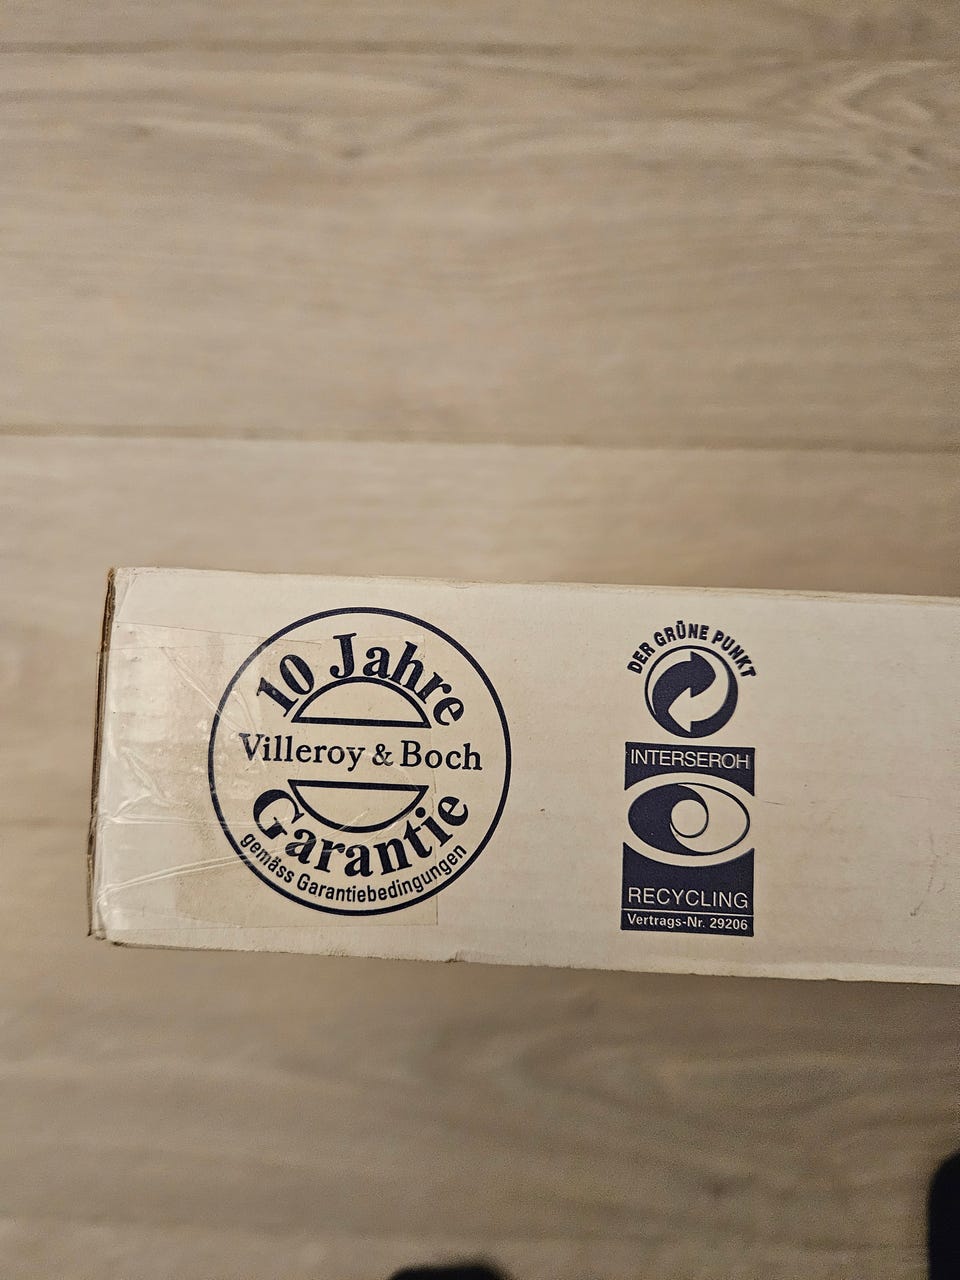 10 Jahre
Villeroy & Boch
Garantie
gemäss Garantiebedingungen
DER GRÜNE PUNKT
INTERSEROH
RECYCLING
Vertrags-Nr. 29206